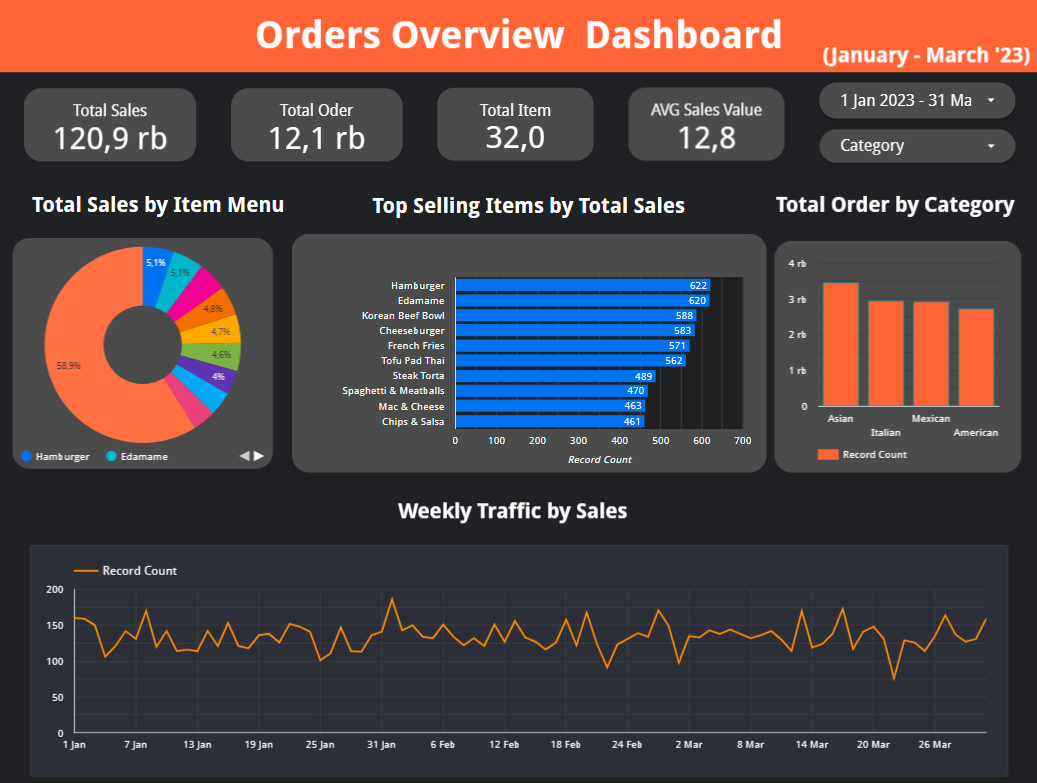 Orders Overview Dashboard
(January - March '23)
Total Sales
120,9 rb
Total Oder
12,1 rb
Total Item
32,0
AVG Sales Value
12,8
1 Jan 2023 - 31 Ma
Category
Total Sales by Item Menu
Top Selling Items by Total Sales
Total Order by Category
5,1%
5,1%
4,8%
4,7%
4,6%
4%
58,9%
Hamburger
Edamame
Hamburger 622
Edamame 620
Korean Beef Bowl 588
Cheeseburger 583
French Fries 571
Tofu Pad Thai 562
Steak Torta 489
Spaghetti & Meatballs 470
Mac & Cheese 463
Chips & Salsa 461
0 100 200 300 400 500 600 700
Record Count
4 rb
3 rb
2 rb
1 rb
0
Asian Italian Mexican American
Record Count
Weekly Traffic by Sales
Record Count
200
150
100
50
0
1 Jan 7 Jan 13 Jan 19 Jan 25 Jan 31 Jan 6 Feb 12 Feb 18 Feb 24 Feb 2 Mar 8 Mar 14 Mar 20 Mar 26 Mar